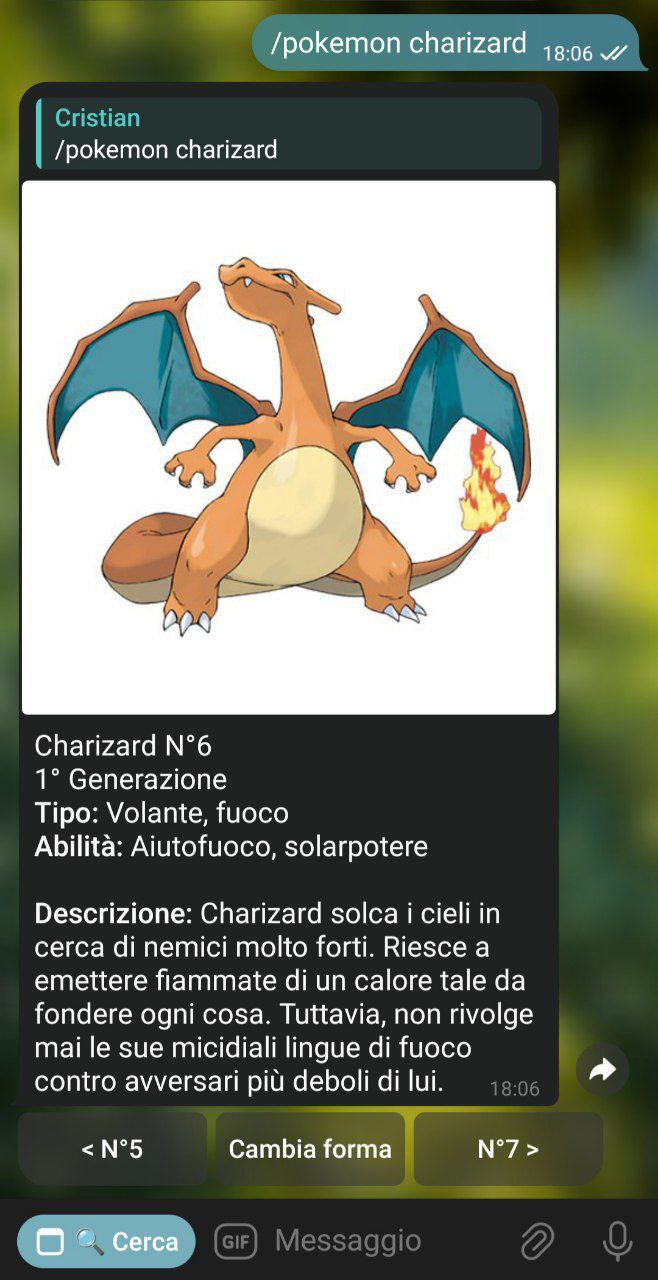 /pokemon charizard 18:06
Cristian
/pokemon charizard
Charizard N°6
1° Generazione
Tipo: Volante, fuoco
Abilità: Aiutofuoco, solarpotere
Descrizione: Charizard solca i cieli in
cerca di nemici molto forti. Riesce a
emettere fiammate di un calore tale da
fondere ogni cosa. Tuttavia, non rivolge
mai le sue micidiali lingue di fuoco
contro avversari più deboli di lui. 18:06
< N°5 Cambia forma N°7 >
Cerca GIF Messaggio